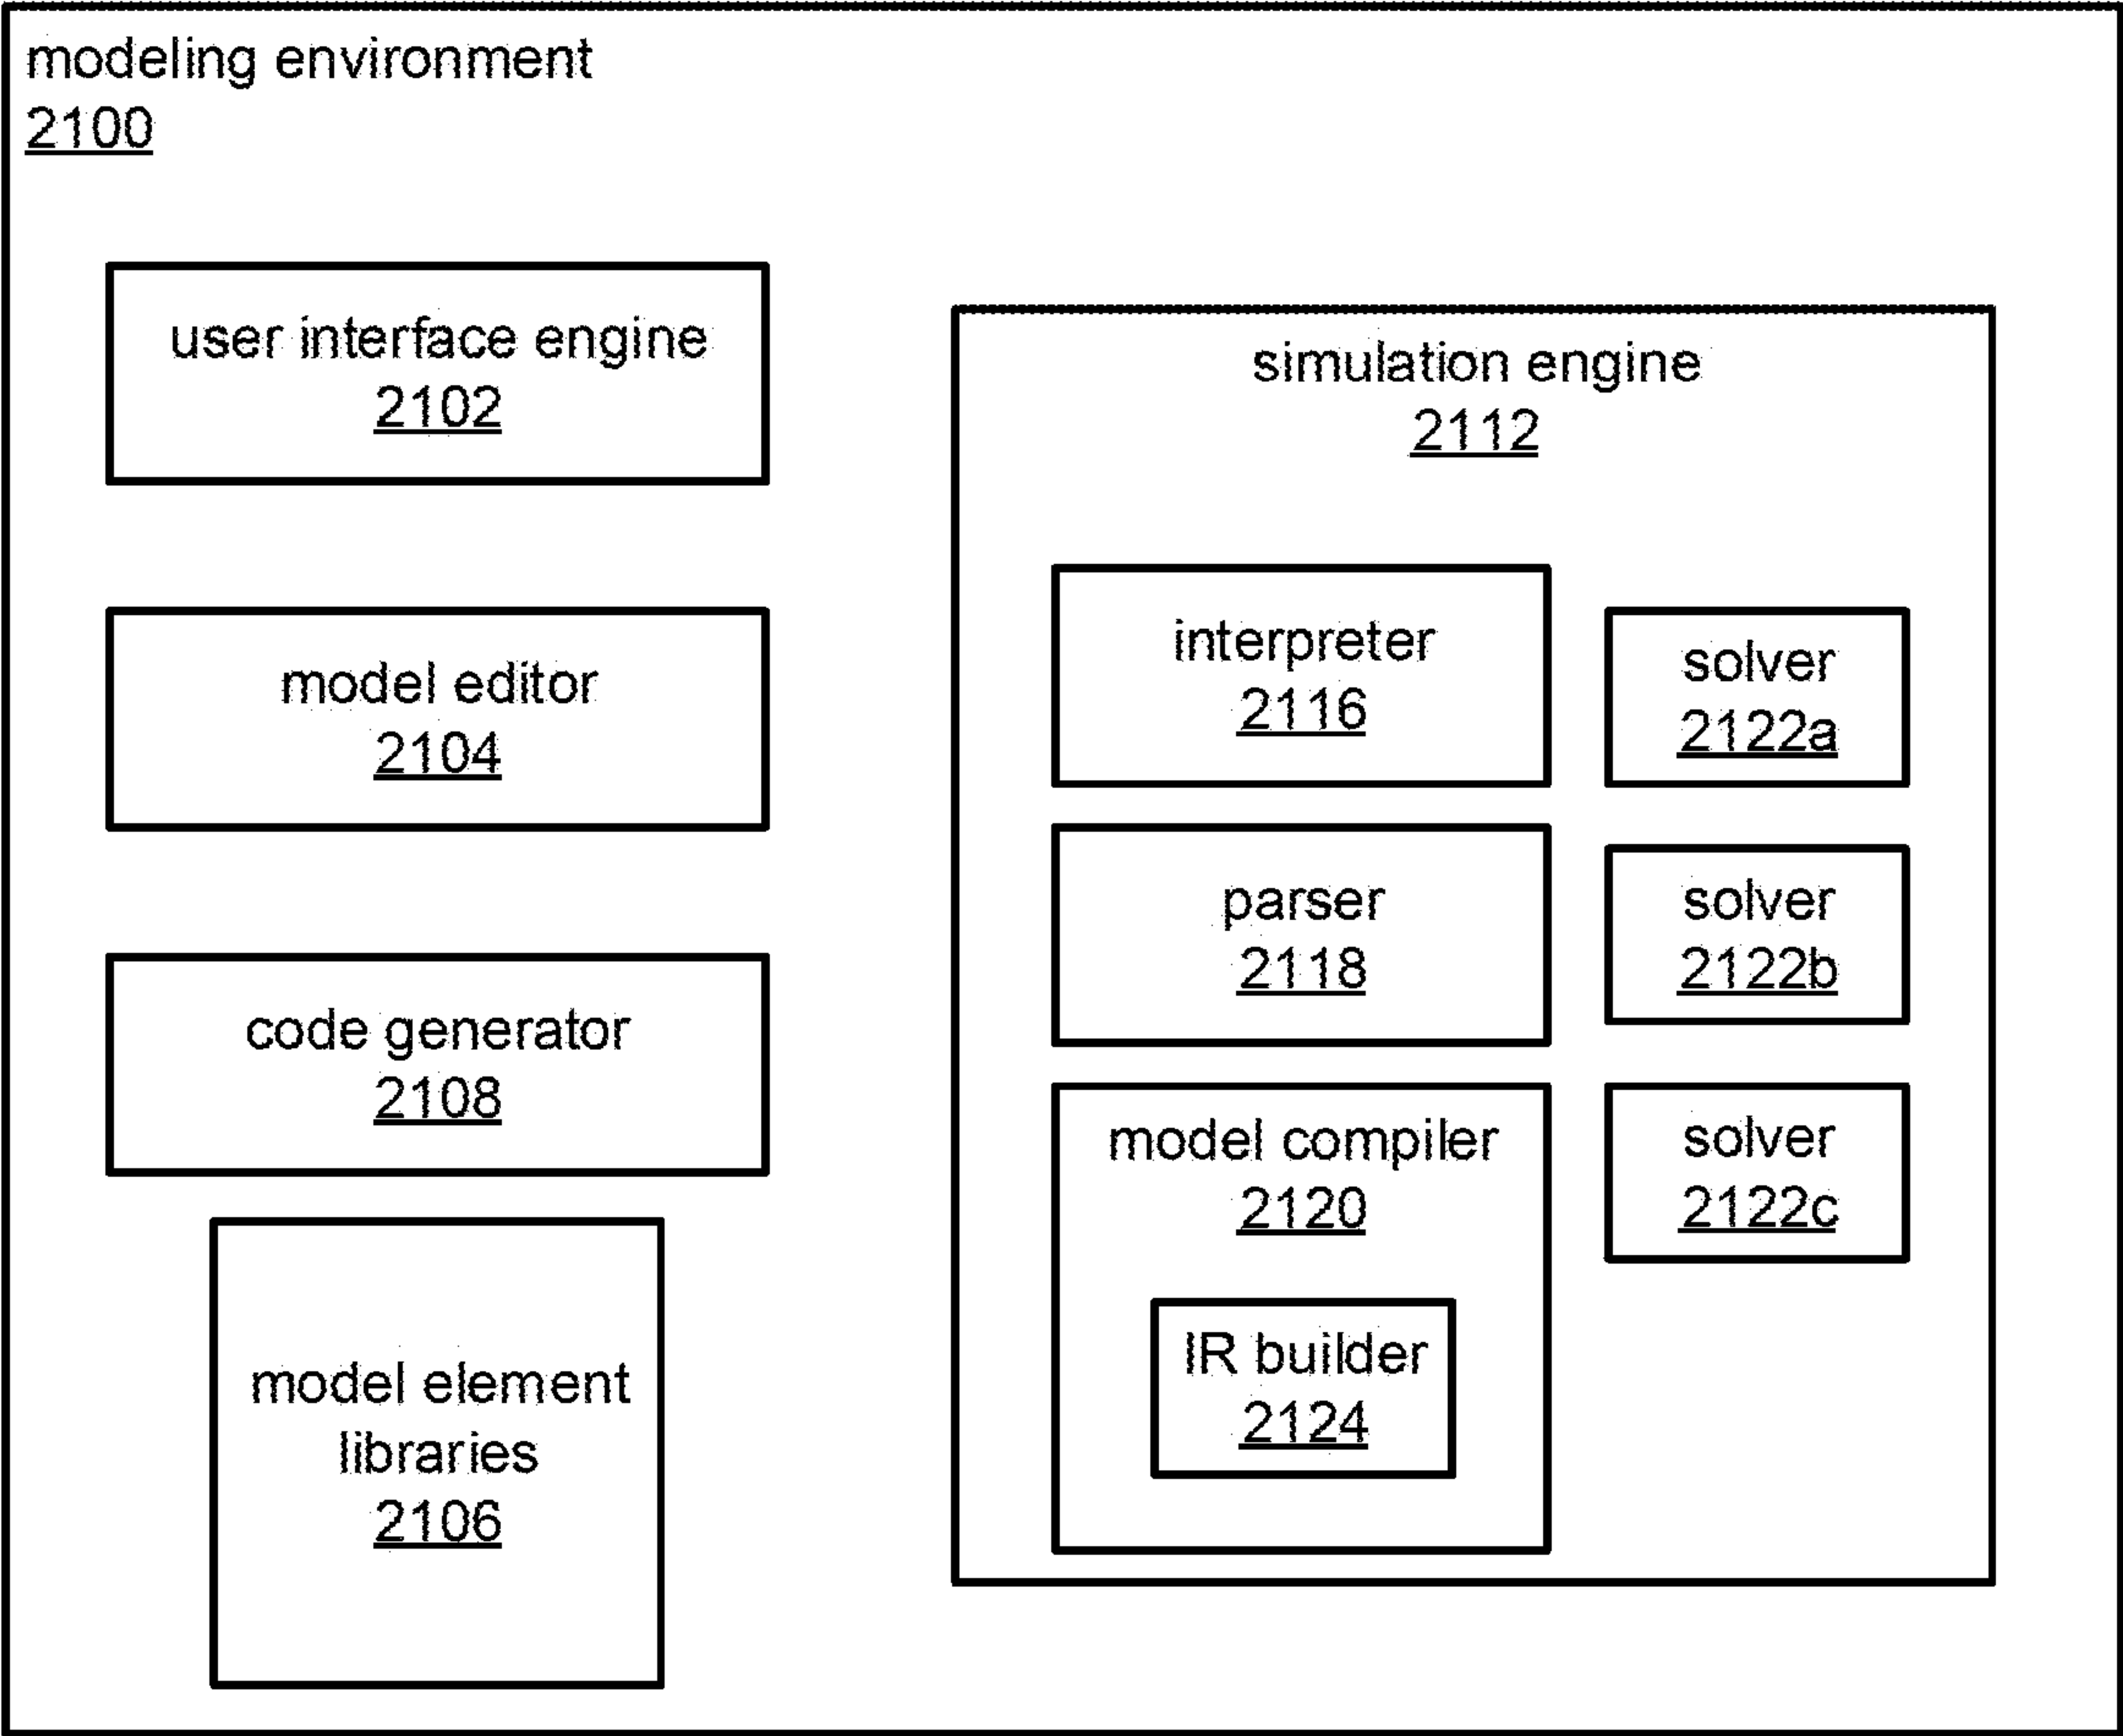 modeling environment
2100
user interface engine
2102
model editor
2104
code generator
2108
model element
libraries
2106
simulation engine
2112
interpreter
2116
parser
2118
model compiler
2120
IR builder
2124
solver
2122a
solver
2122b
solver
2122c